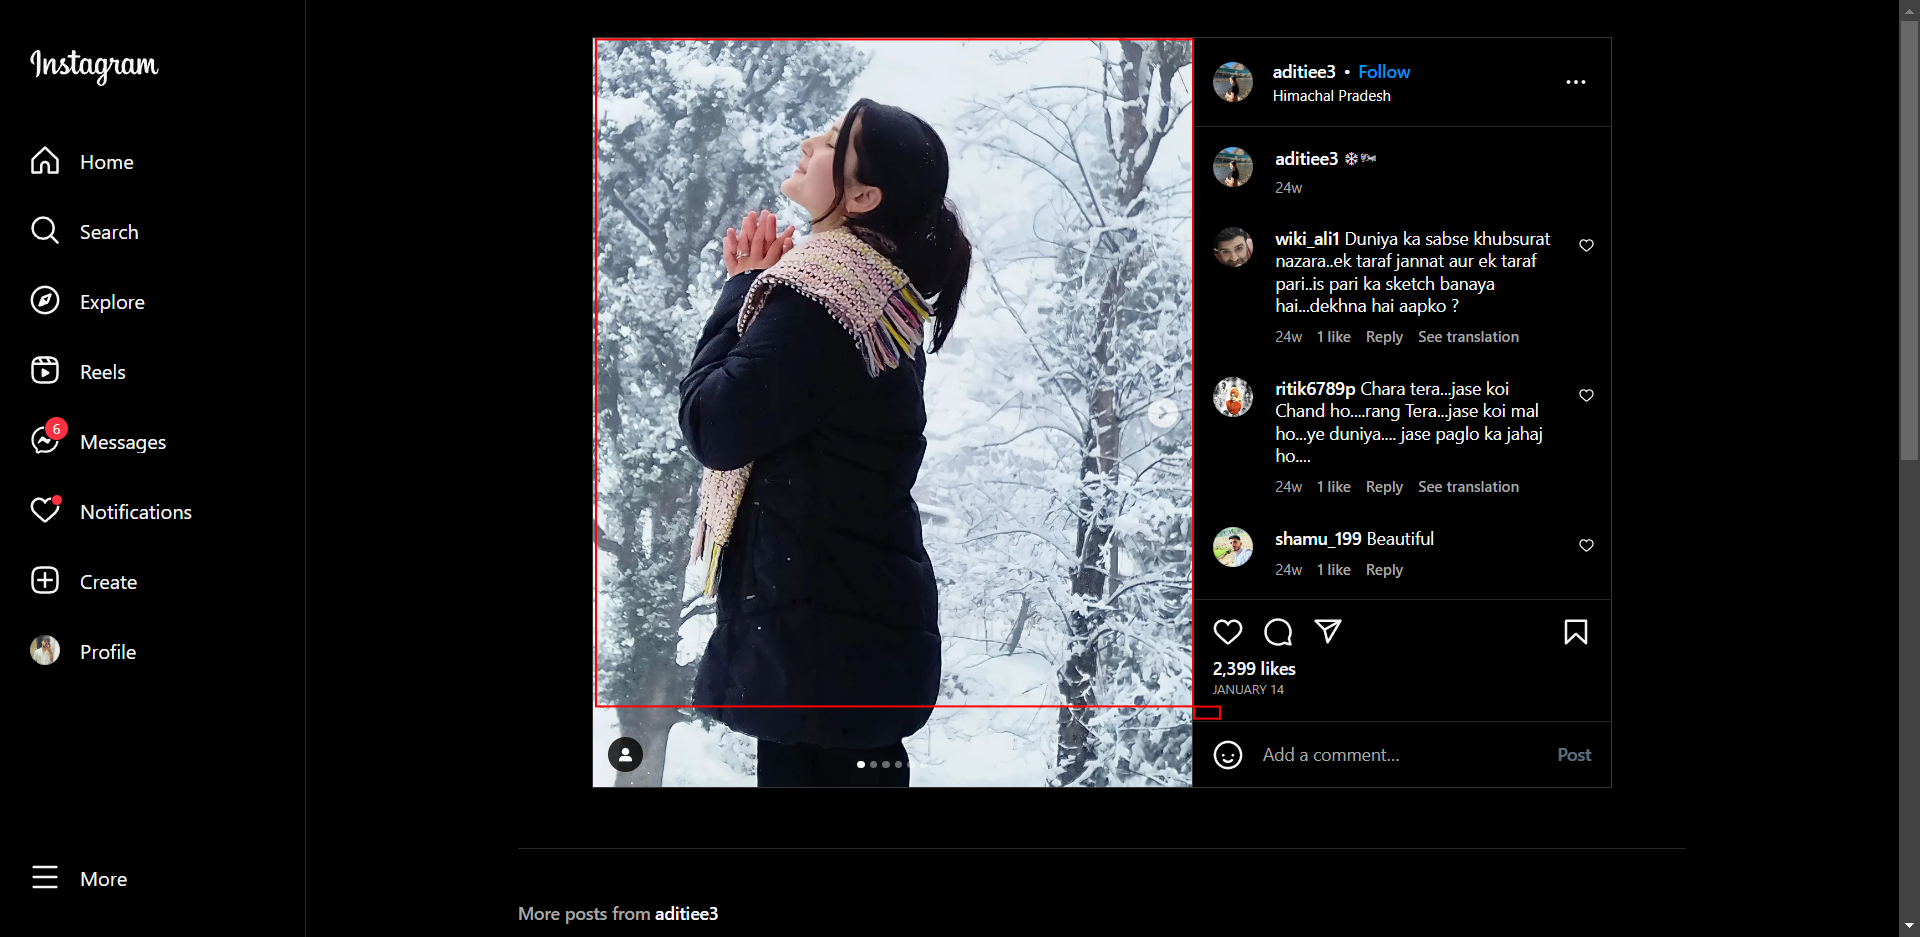 Instagram
Home
Search
Explore
Reels
6
Messages
Notifications
Create
Profile
More
aditiee3 • Follow
Himachal Pradesh
aditiee3 ❄️🌬️
24w
wiki_ali1 Duniya ka sabse khubsurat
nazara..ek taraf jannat aur ek taraf
pari..is pari ka sketch banaya
hai...dekhna hai aapko ?
24w 1 like Reply See translation
ritik6789p Chara tera...jase koi
Chand ho....rang Tera...jase koi mal
ho...ye duniya.... jase paglo ka jahaj
ho....
24w 1 like Reply See translation
shamu_199 Beautiful
24w 1 like Reply
2,399 likes
JANUARY 14
Add a comment...
Post
More posts from aditiee3